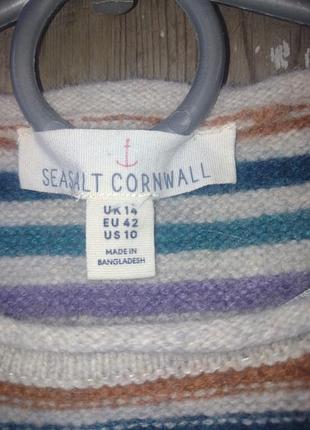 SEASALT CORNWALL
UK 14
EU 42
US 10
MADE IN
BANGLADESH